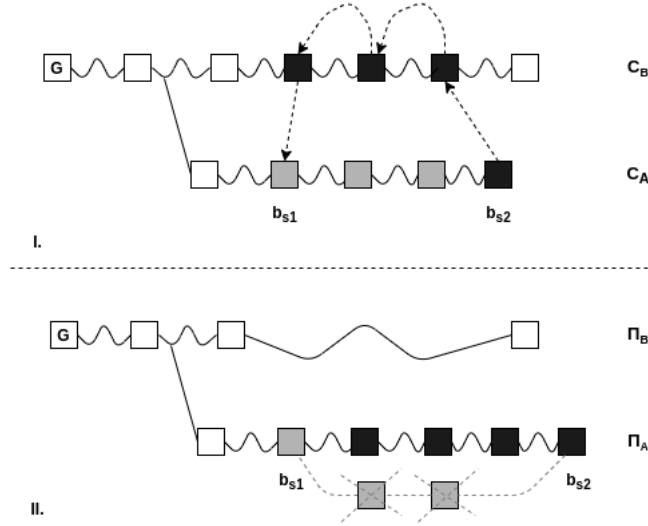 G
C_B
C_A
b_s1
b_s2
I.
G
Π_B
Π_A
b_s1
b_s2
II.